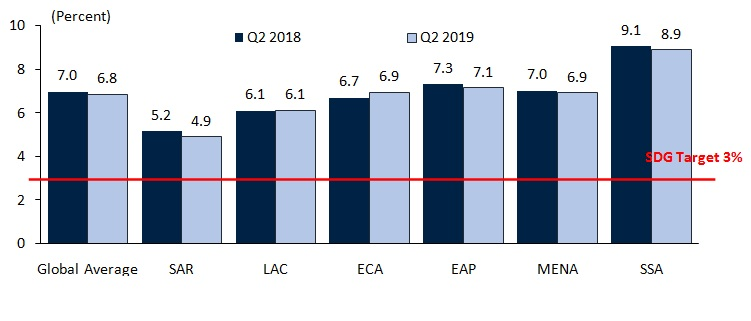 (Percent)
10
8
6
4
2
0
Q2 2018 Q2 2019
7.0 6.8 5.2 4.9 6.1 6.1 6.7 6.9 7.3 7.1 7.0 6.9 9.1 8.9
SDG Target 3%
Global Average SAR LAC ECA EAP MENA SSA